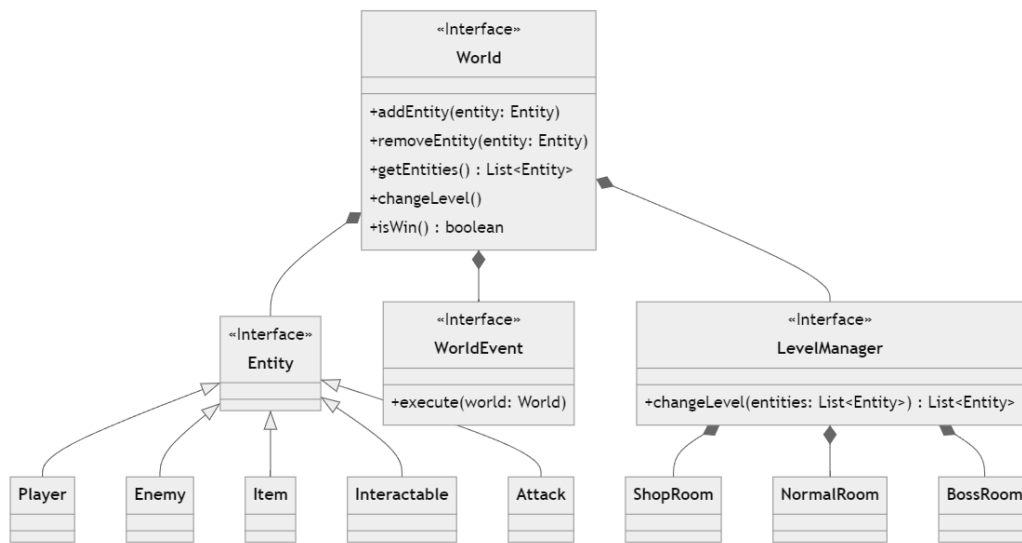 «Interface»
World
+addEntity(entity: Entity)
+removeEntity(entity: Entity)
+getEntities() : List<Entity>
+changeLevel()
+isWin() : boolean
«Interface»
Entity
«Interface»
WorldEvent
+execute(world: World)
«Interface»
LevelManager
+changeLevel(entities: List<Entity>) : List<Entity>
Player
Enemy
Item
Interactable
Attack
ShopRoom
NormalRoom
BossRoom